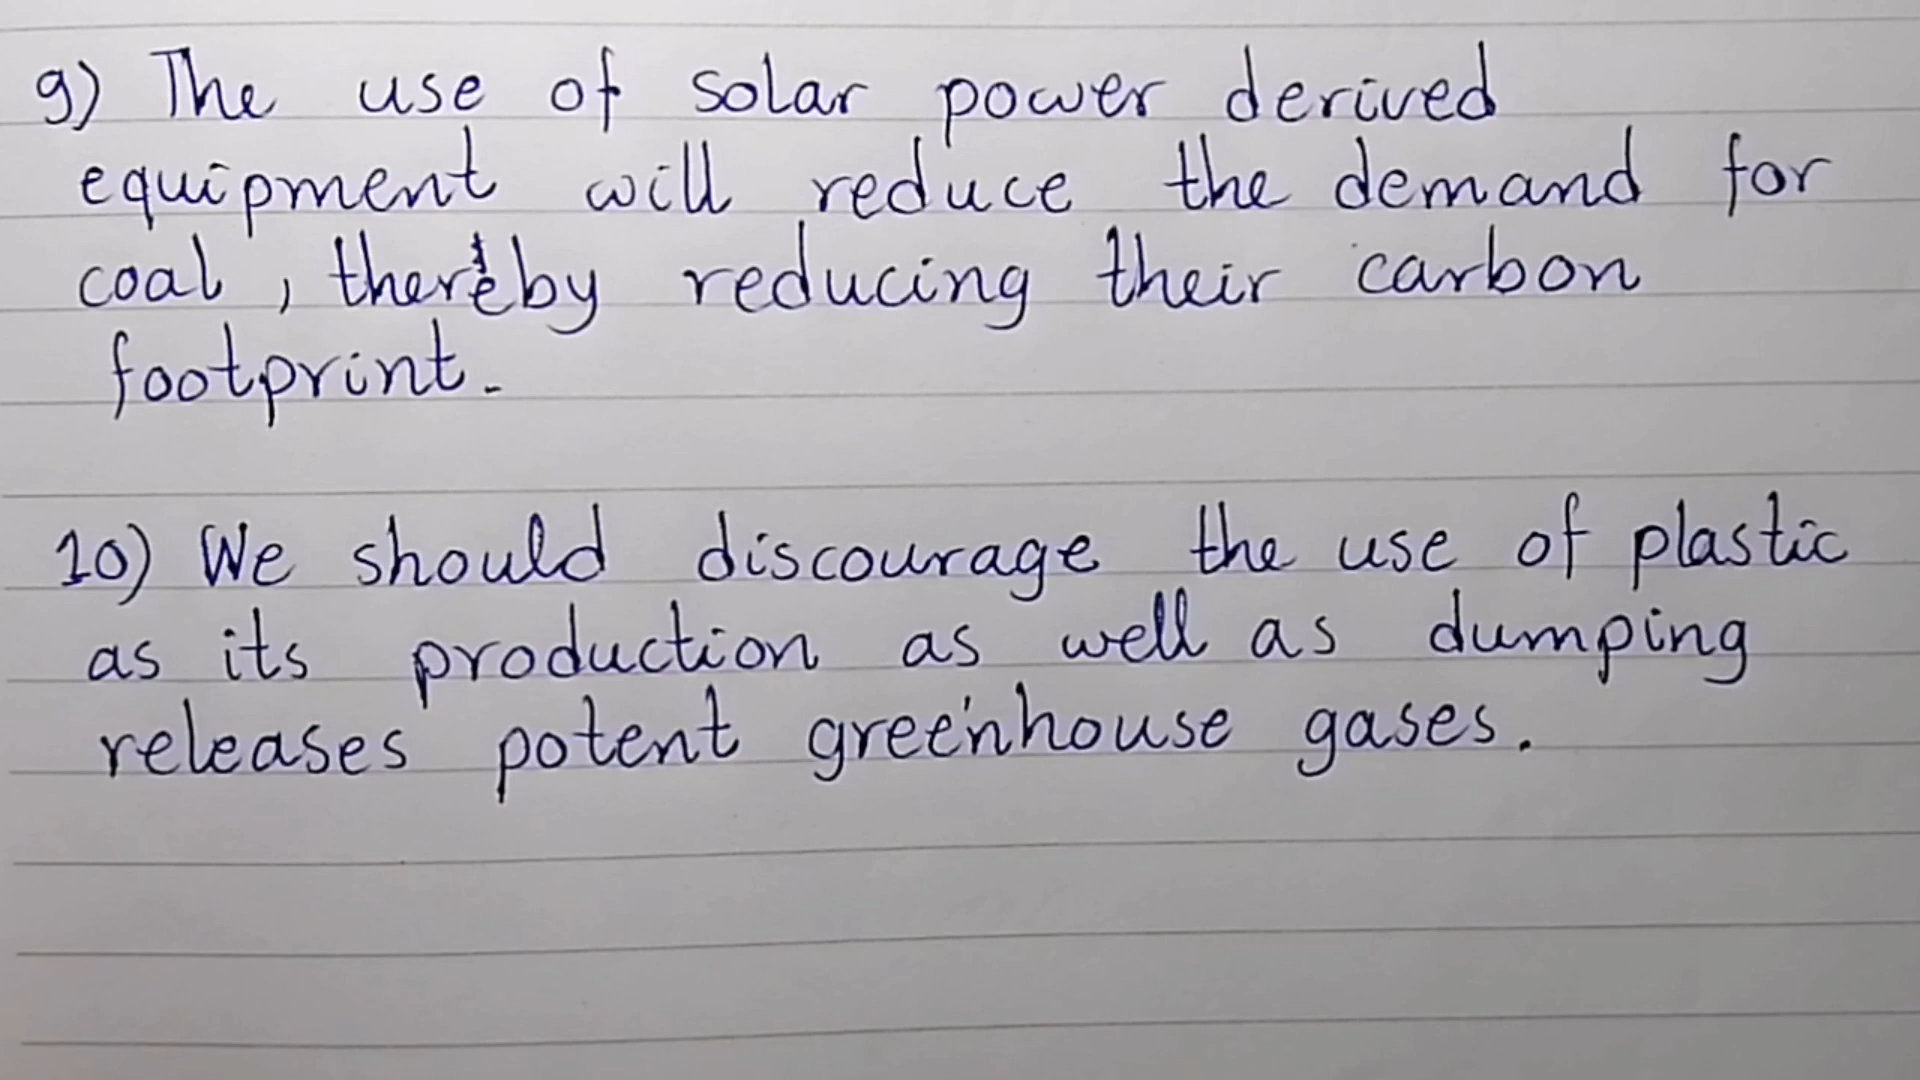 9) The use of solar power derived
equipment will reduce the demand for
coal, thereby reducing their carbon
footprint.
10) We should discourage the use of plastic
as its production as well as dumping
releases potent greenhouse gases.